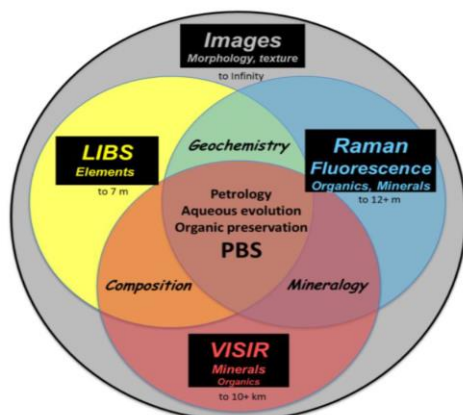 Images
Morphology, texture
to Infinity
LIBS
Elements
to 7 m
Geochemistry
Raman
Fluorescence
Organics, Minerals
to 12+ m
Petrology
Aqueous evolution
Organic preservation
PBS
Composition
Mineralogy
VISIR
Minerals
Organics
to 10+ km